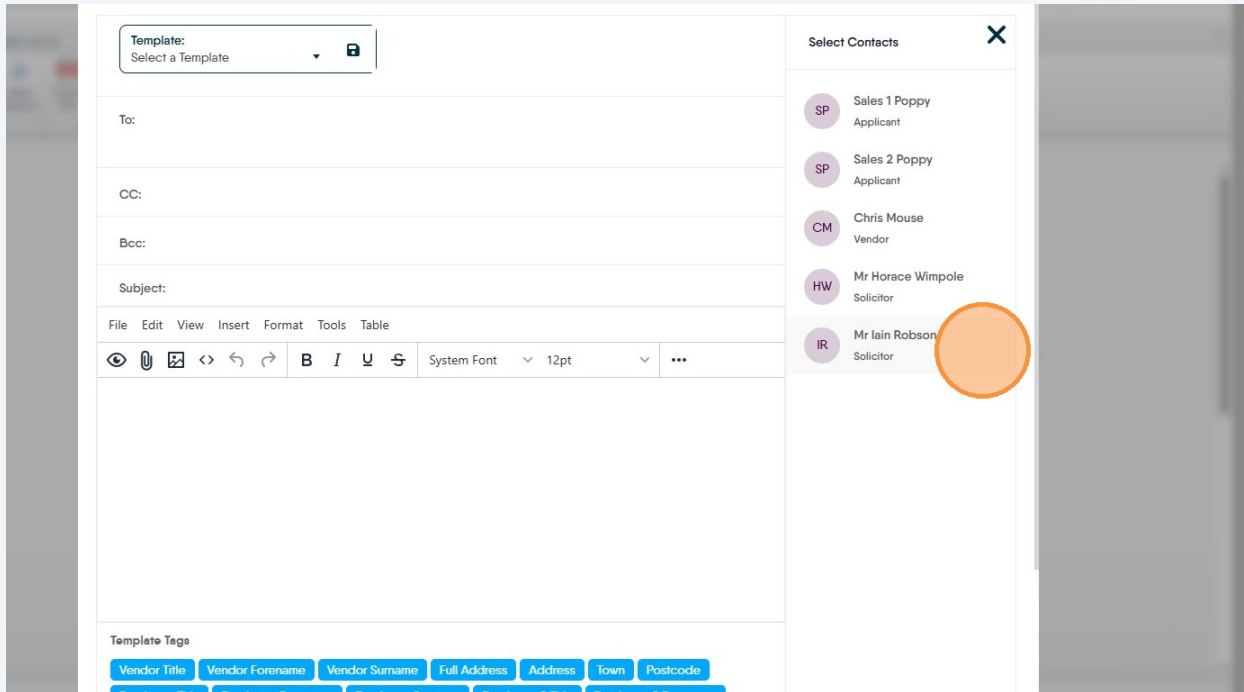 Template:
Select a Template
To:
CC:
Bcc:
Subject:
File Edit View Insert Format Tools Table
B I U S System Font 12pt
Template Tags
Vendor Title Vendor Forename Vendor Surname Full Address Address Town Postcode
Select Contacts
SP Sales 1 Poppy
Applicant
SP Sales 2 Poppy
Applicant
CM Chris Mouse
Vendor
HW Mr Horace Wimpole
Solicitor
IR Mr Iain Robson
Solicitor